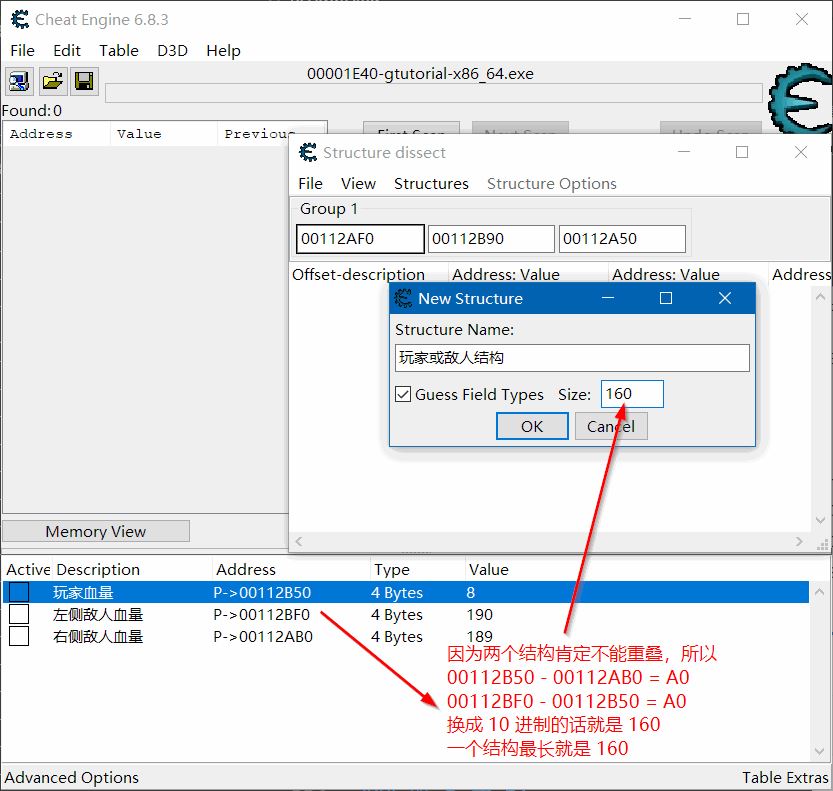 Cheat Engine 6.8.3
File Edit Table D3D Help
00001E40-gtutorial-x86_64.exe
Found: 0
Address Value Previous
Structure dissect
File View Structures Structure Options
Group 1
00112AF0 00112B90 00112A50
Offset-description Address: Value Address: Value Address
New Structure
Structure Name:
玩家或敌人结构
Guess Field Types Size: 160
OK Cancel
Memory View
Active Description Address Type Value
玩家血量 P->00112B50 4 Bytes 8
左侧敌人血量 P->00112BF0 4 Bytes 190
右侧敌人血量 P->00112AB0 4 Bytes 189
因为两个结构肯定不能重叠，所以
00112B50 - 00112AB0 = A0
00112BF0 - 00112B50 = A0
换成 10 进制的话就是 160
一个结构最长就是 160
Advanced Options Table Extras